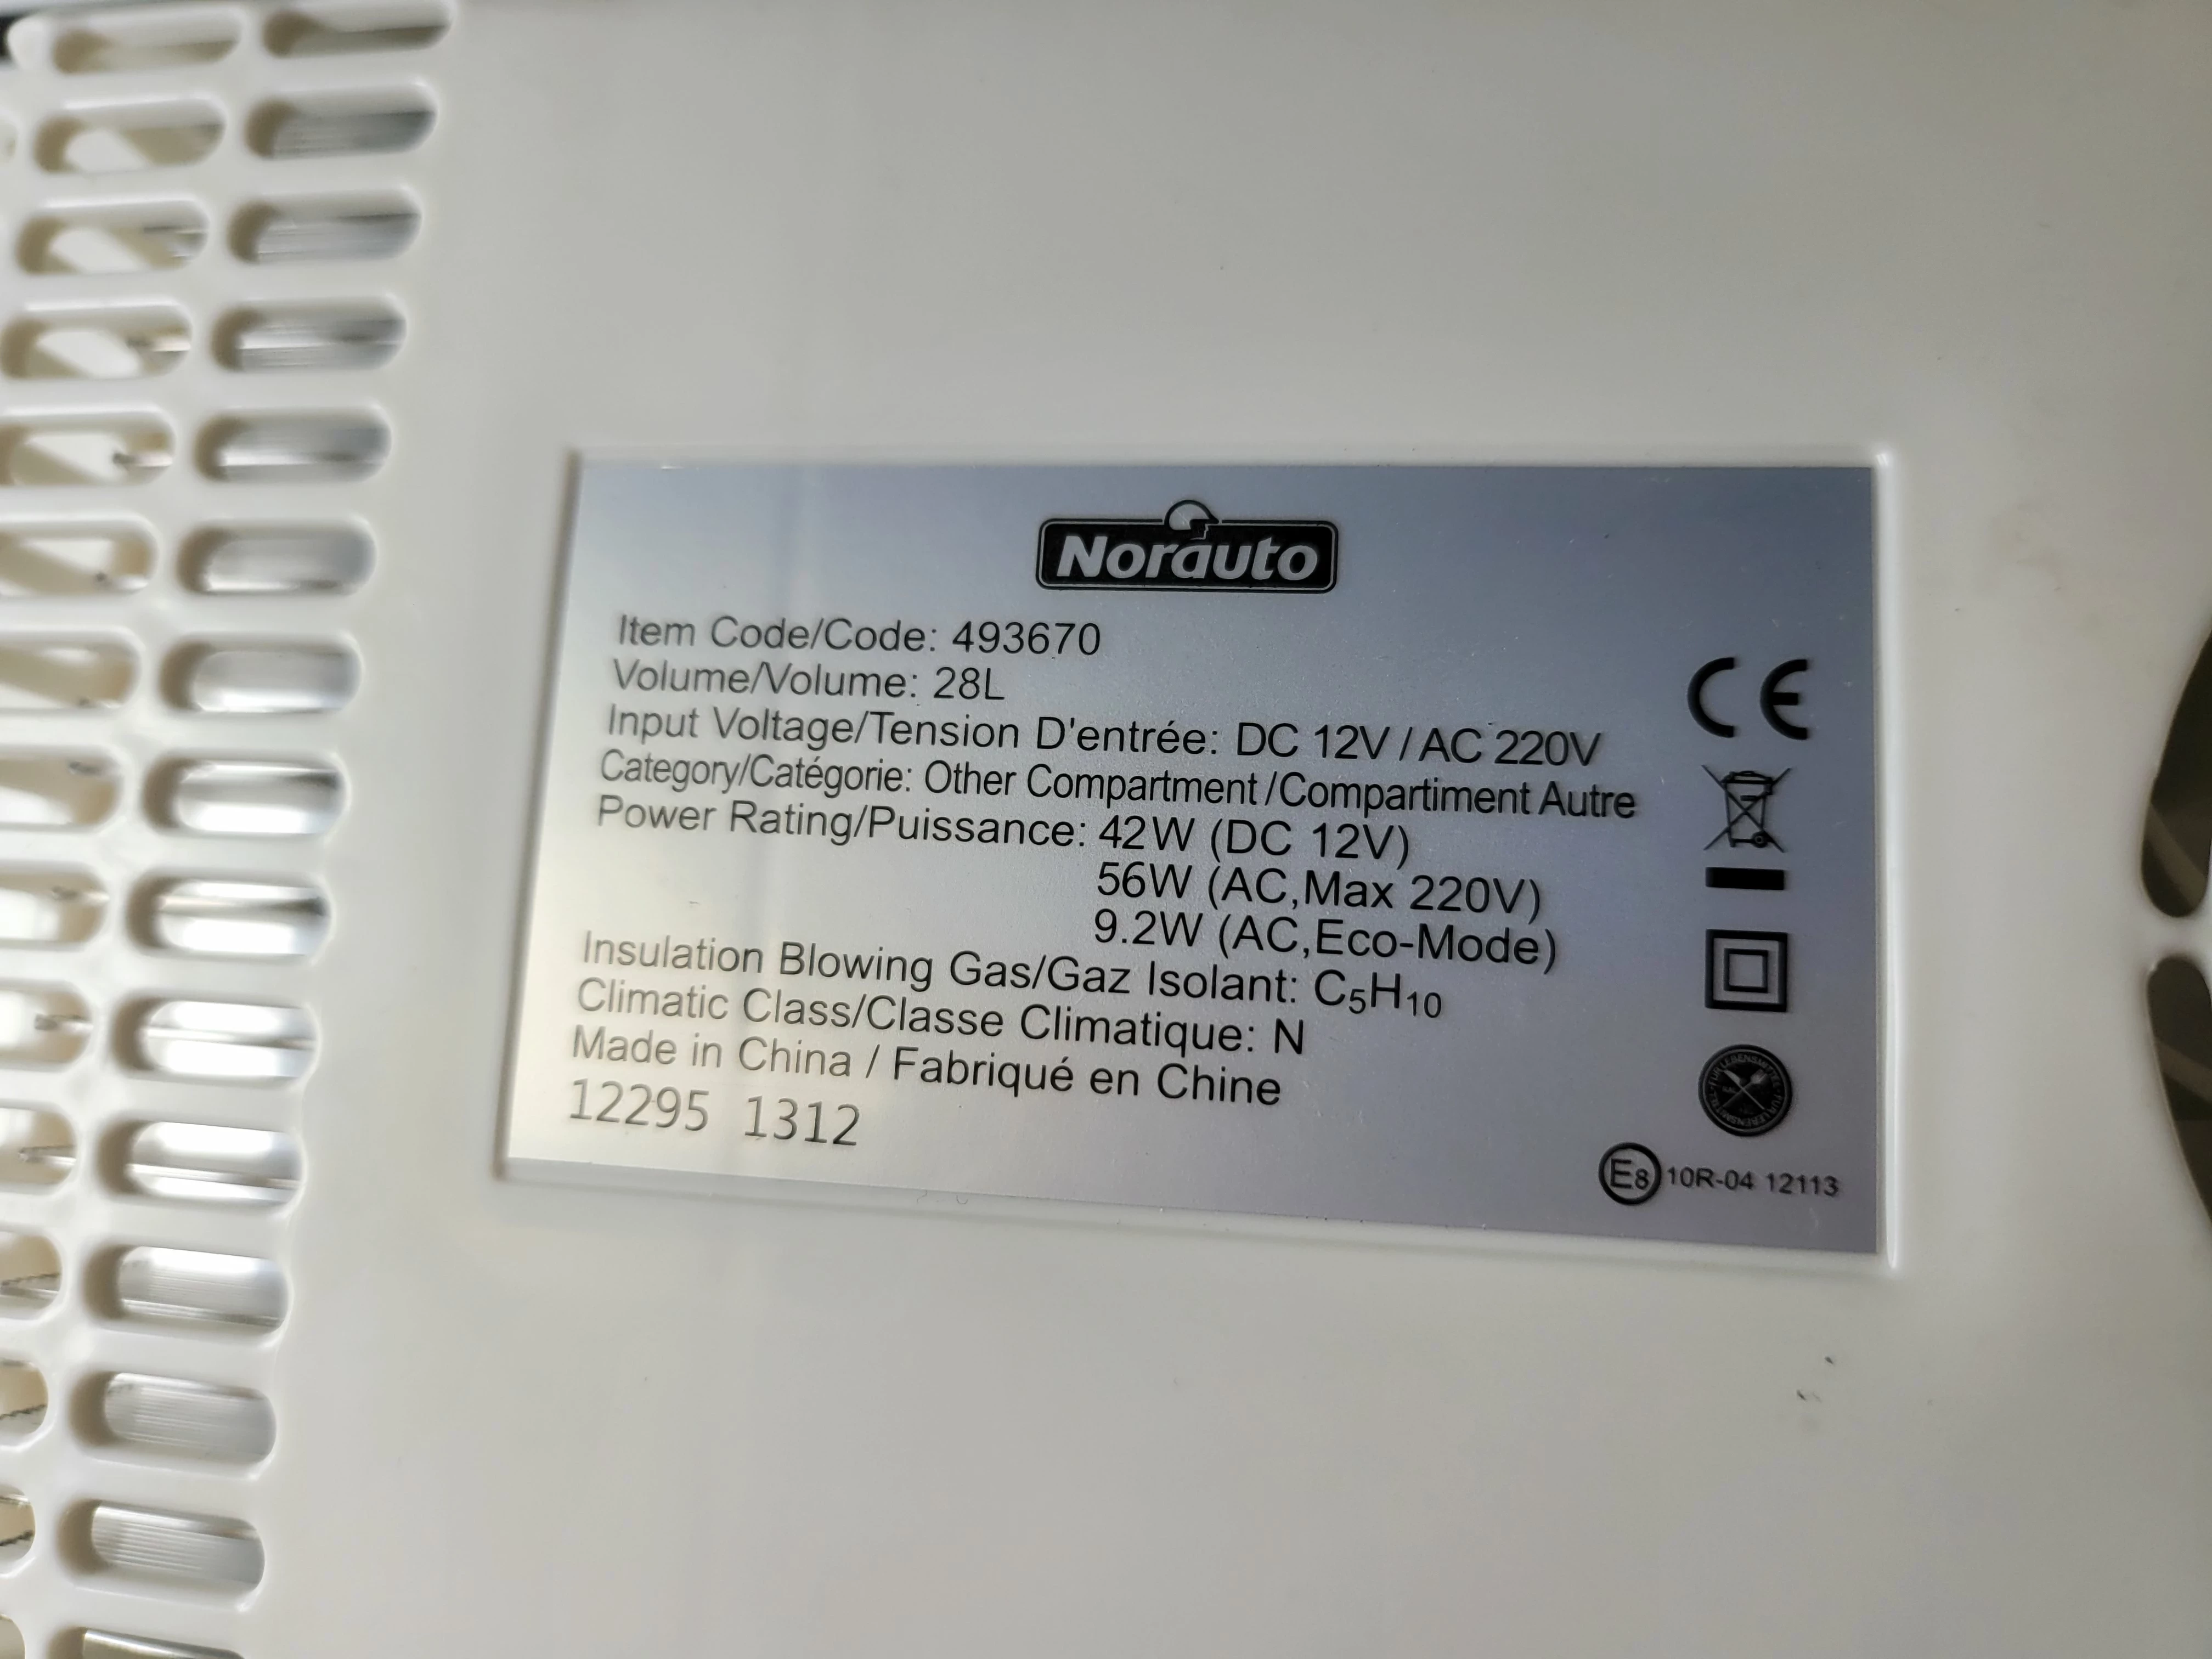 Norauto
Item Code/Code: 493670
Volume/Volume: 28L
Input Voltage/Tension D'entrée: DC 12V / AC 220V
Category/Catégorie: Other Compartment /Compartiment Autre
Power Rating/Puissance: 42W (DC 12V)
56W (AC,Max 220V)
9.2W (AC,Eco-Mode)
Insulation Blowing Gas/Gaz Isolant: C₅H₁₀
Climatic Class/Classe Climatique: N
Made in China / Fabriqué en Chine
12295 1312
CE
FÜR LEBENSMITTEL
E8 10R-04 12113